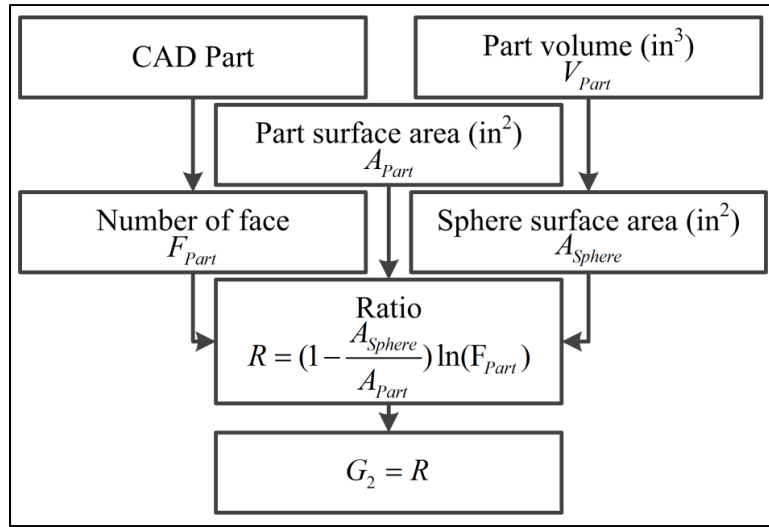 CAD Part
Part volume (in³)
V_Part
Part surface area (in²)
A_Part
Number of face
F_Part
Sphere surface area (in²)
A_Sphere
Ratio
R = (1 − A_Sphere / A_Part) ln(F_Part)
G₂ = R